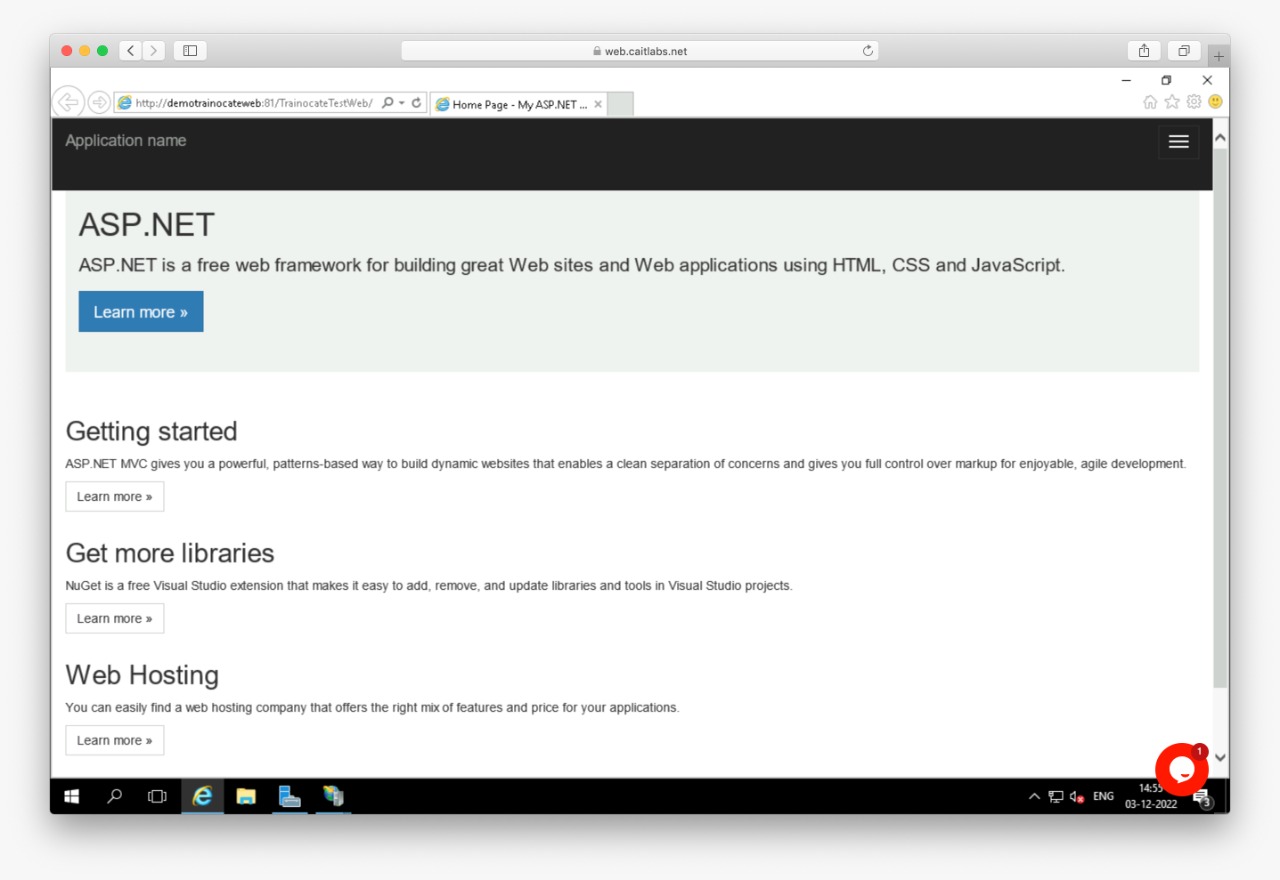 web.caitlabs.net
http://demotrainocateweb:81/TrainocateTestWeb/
Home Page - My ASP.NET ...
Application name
ASP.NET
ASP.NET is a free web framework for building great Web sites and Web applications using HTML, CSS and JavaScript.
Learn more »
Getting started
ASP.NET MVC gives you a powerful, patterns-based way to build dynamic websites that enables a clean separation of concerns and gives you full control over markup for enjoyable, agile development.
Learn more »
Get more libraries
NuGet is a free Visual Studio extension that makes it easy to add, remove, and update libraries and tools in Visual Studio projects.
Learn more »
Web Hosting
You can easily find a web hosting company that offers the right mix of features and price for your applications.
Learn more »
1
ENG
14:55
03-12-2022
3